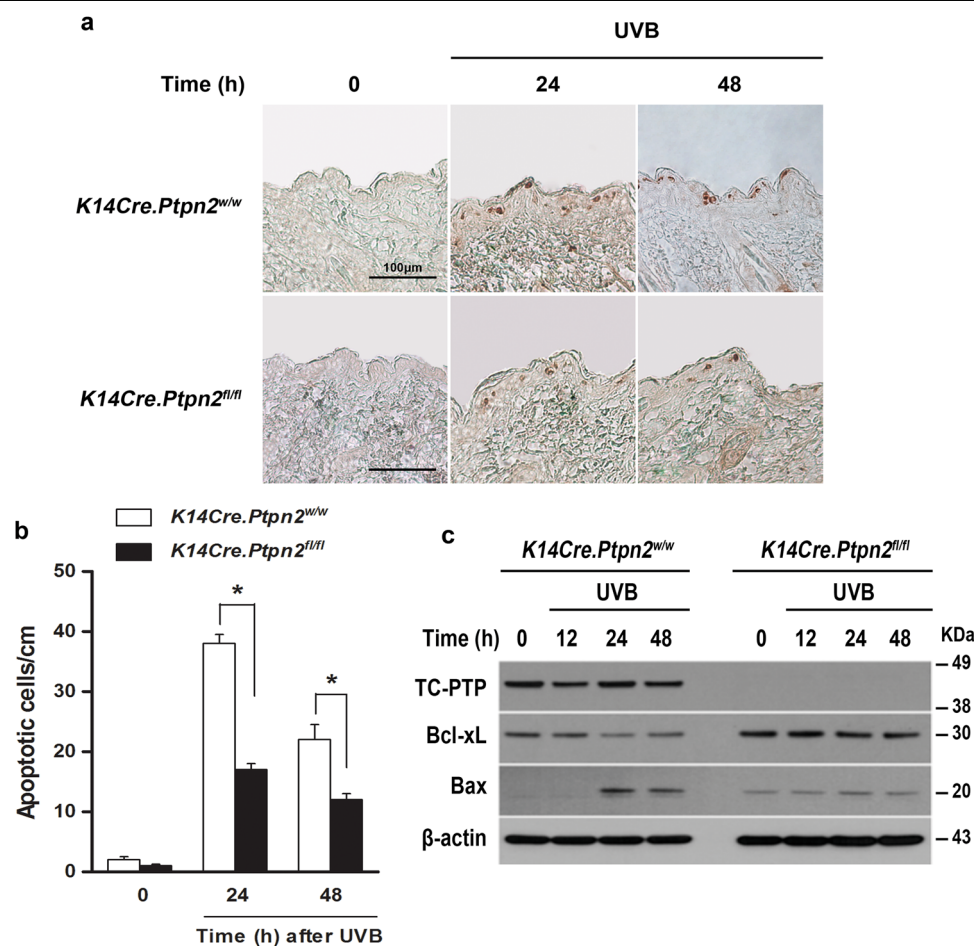 a
UVB
Time (h) 0 24 48
K14Cre.Ptpn2w/w
100µm
K14Cre.Ptpn2fl/fl
b
K14Cre.Ptpn2w/w
K14Cre.Ptpn2fl/fl
Apoptotic cells/cm
50
40
30
20
10
0
* *
0 24 48
Time (h) after UVB
c
K14Cre.Ptpn2w/w K14Cre.Ptpn2fl/fl
UVB UVB
Time (h) 0 12 24 48 0 12 24 48 KDa
TC-PTP
49
38
Bcl-xL 30
Bax 20
β-actin 43